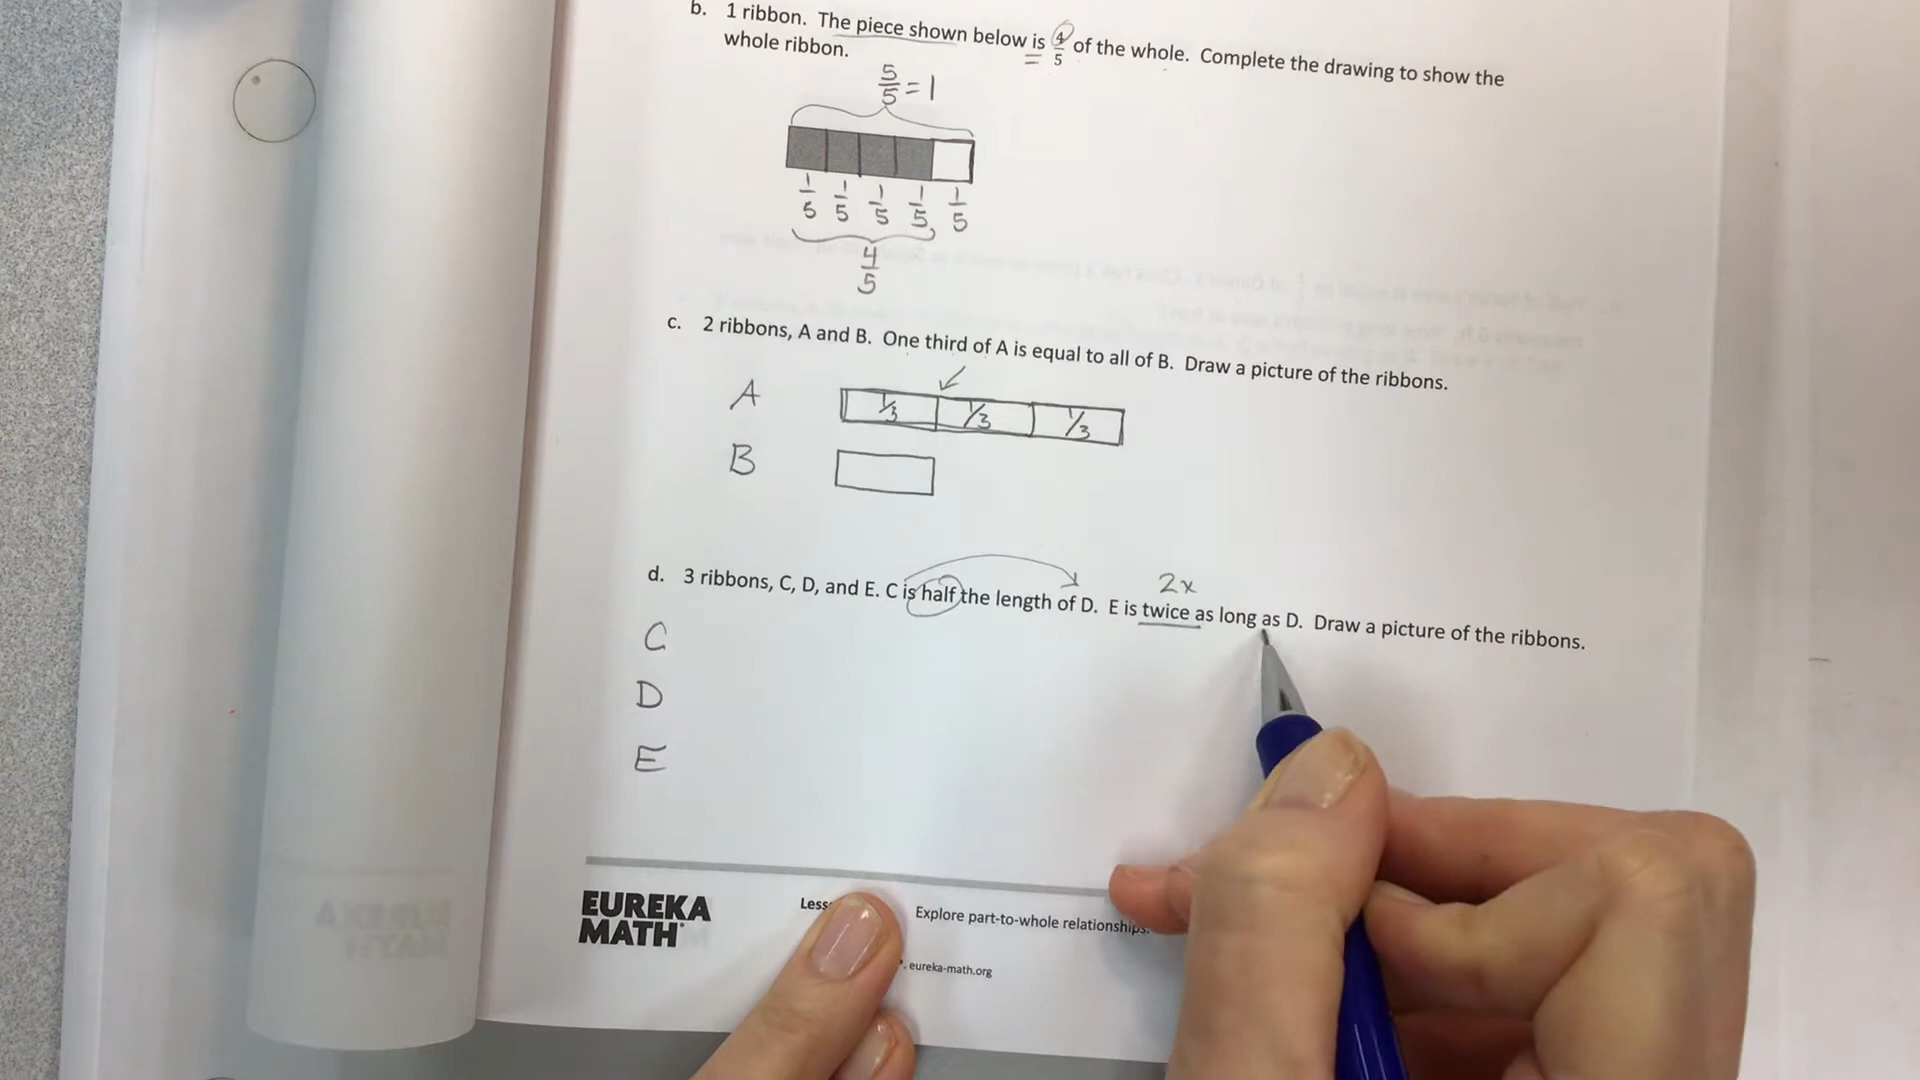 b. 1 ribbon. The piece shown below is 4/5 of the whole. Complete the drawing to show the
whole ribbon.
5/5 = 1
1/5 1/5 1/5 1/5 1/5
4/5
c. 2 ribbons, A and B. One third of A is equal to all of B. Draw a picture of the ribbons.
A 1/3 1/3 1/3
B
2x
d. 3 ribbons, C, D, and E. C is half the length of D. E is twice as long as D. Draw a picture of the ribbons.
C
D
E
EUREKA
MATH
Explore part-to-whole relationships.
eureka-math.org